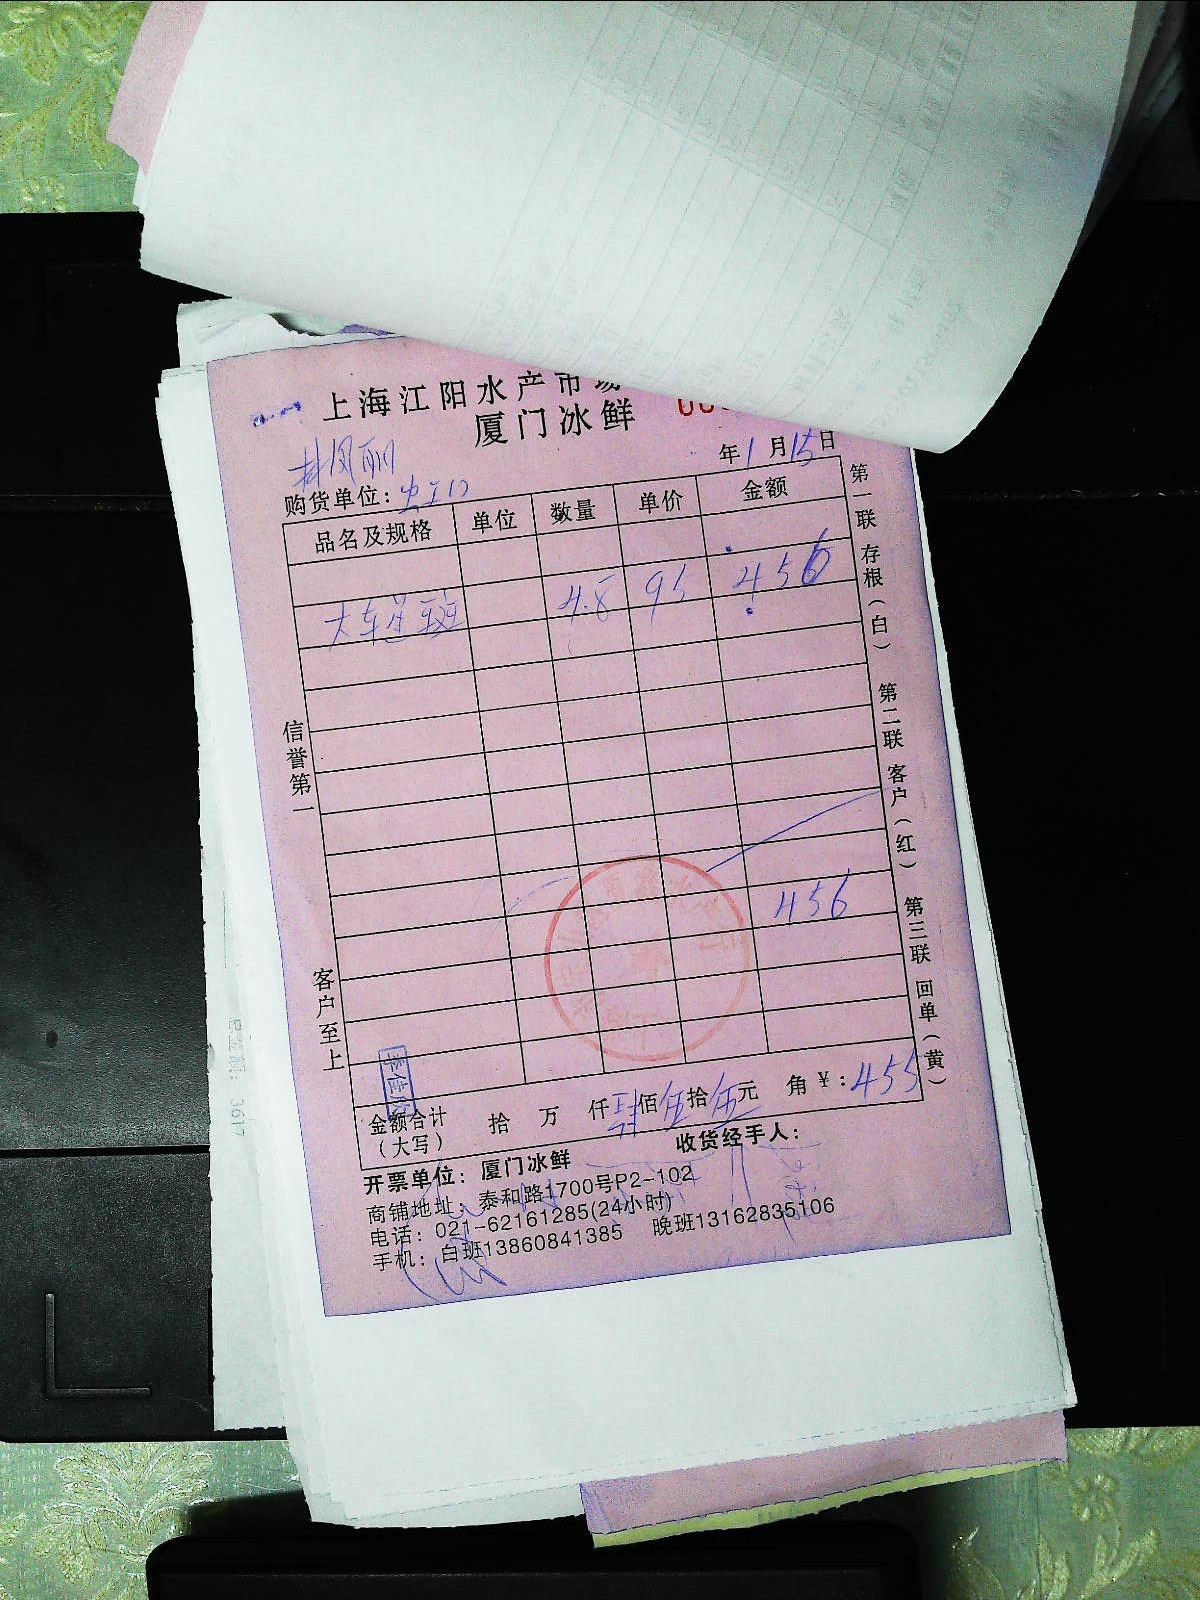 上海江阳水产市场
厦门冰鲜
年1月15日
购货单位:
品名及规格 单位 数量 单价 金额
大车 4.8 95 456
456
金额合计(大写) 拾 万 仟肆佰伍拾伍元 角 ¥:455
开票单位:厦门冰鲜 收货经手人:
商铺地址:泰和路1700号P2-102
电话:021-62161285(24小时)
手机:白班13860841385 晚班13162835106
信誉第一
客户至上
第一联 存根(白) 第二联 客户(红) 第三联 回单(黄)